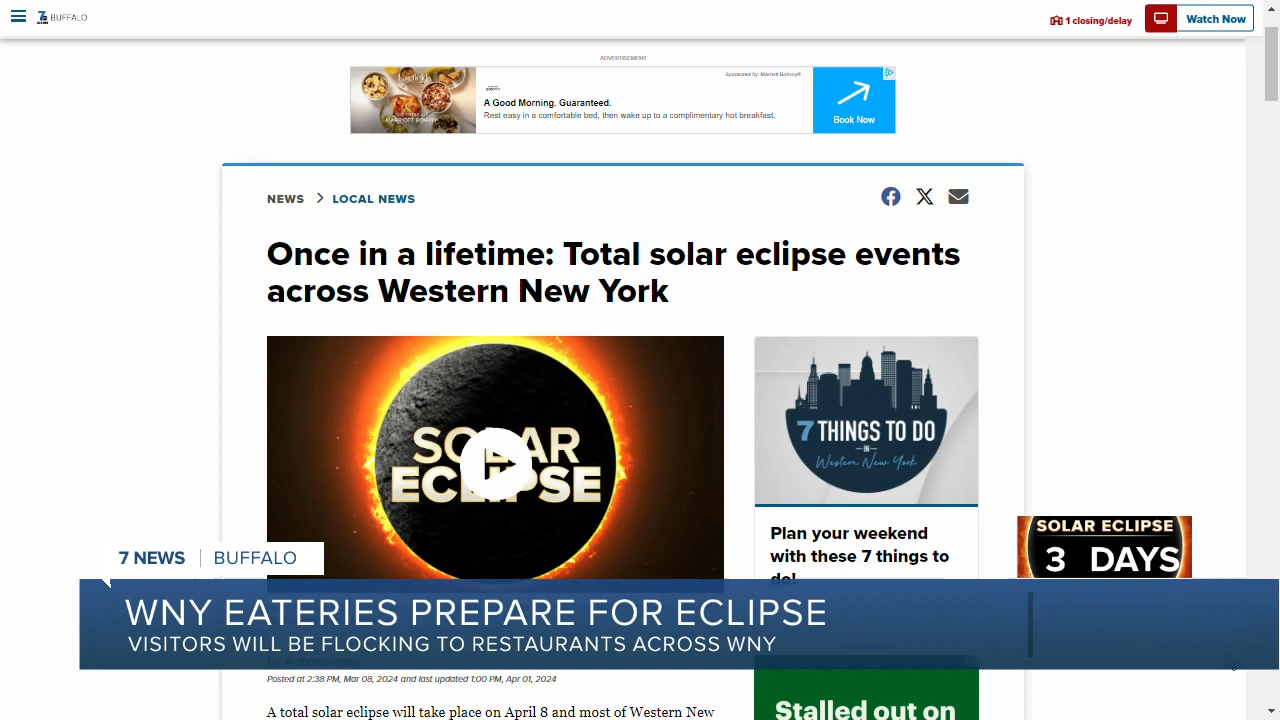 7 BUFFALO
1 closing/delay
Watch Now
ADVERTISEMENT
Sponsored by: Marriott Bonvoy®
A Good Morning. Guaranteed.
Rest easy in a comfortable bed, then wake up to a complimentary hot breakfast.
Book Now
NEWS LOCAL NEWS
Once in a lifetime: Total solar eclipse events
across Western New York
SOLAR
ECLIPSE
7 THINGS TO DO
IN
Western New York
Plan your weekend
with these 7 things to
do!
SOLAR ECLIPSE
3 DAYS
7 NEWS BUFFALO
WNY EATERIES PREPARE FOR ECLIPSE
VISITORS WILL BE FLOCKING TO RESTAURANTS ACROSS WNY
Posted at 2:38 PM, Mar 08, 2024 and last updated 1:00 PM, Apr 01, 2024
A total solar eclipse will take place on April 8 and most of Western New
Stalled out on